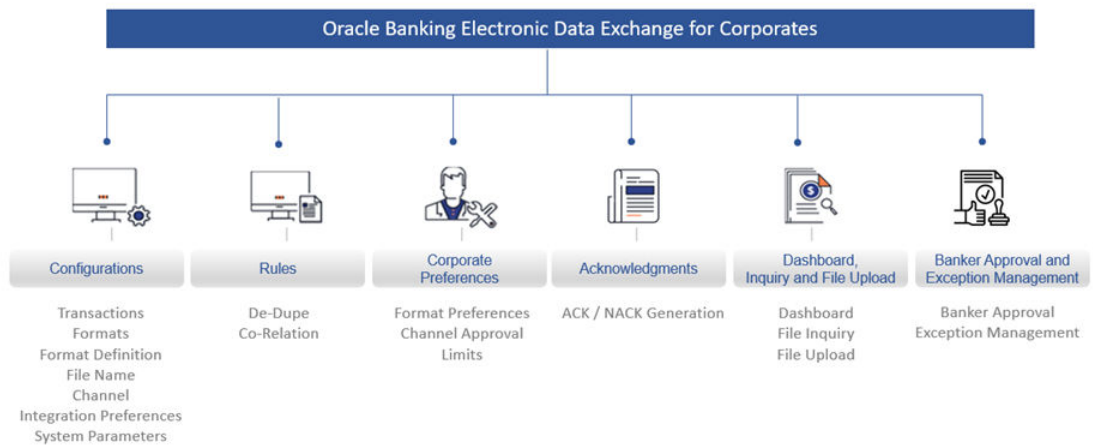 Oracle Banking Electronic Data Exchange for Corporates
Configurations
Transactions
Formats
Format Definition
File Name
Channel
Integration Preferences
System Parameters
Rules
De-Dupe
Co-Relation
Corporate
Preferences
Format Preferences
Channel Approval
Limits
Acknowledgments
ACK / NACK Generation
Dashboard,
Inquiry and File Upload
Dashboard
File Inquiry
File Upload
Banker Approval and
Exception Management
Banker Approval
Exception Management